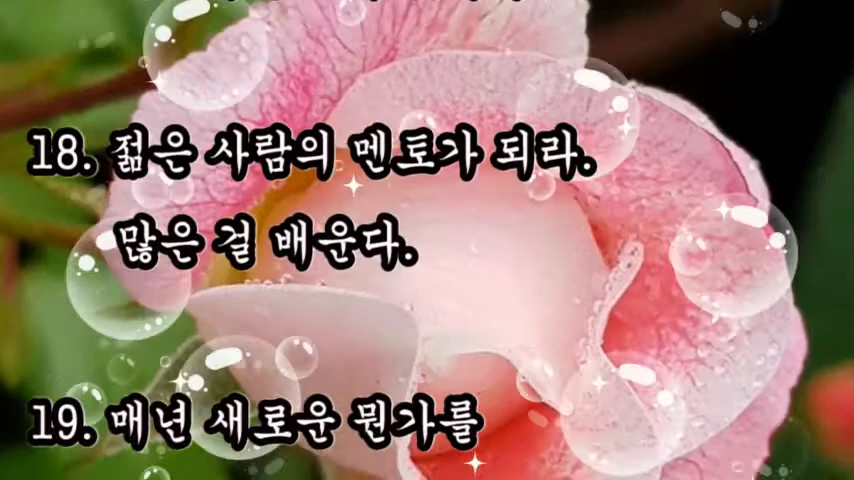 18. 젊은 사람의 멘토가 되라.
많은 걸 배운다.
19. 매년 새로운 뭔가를